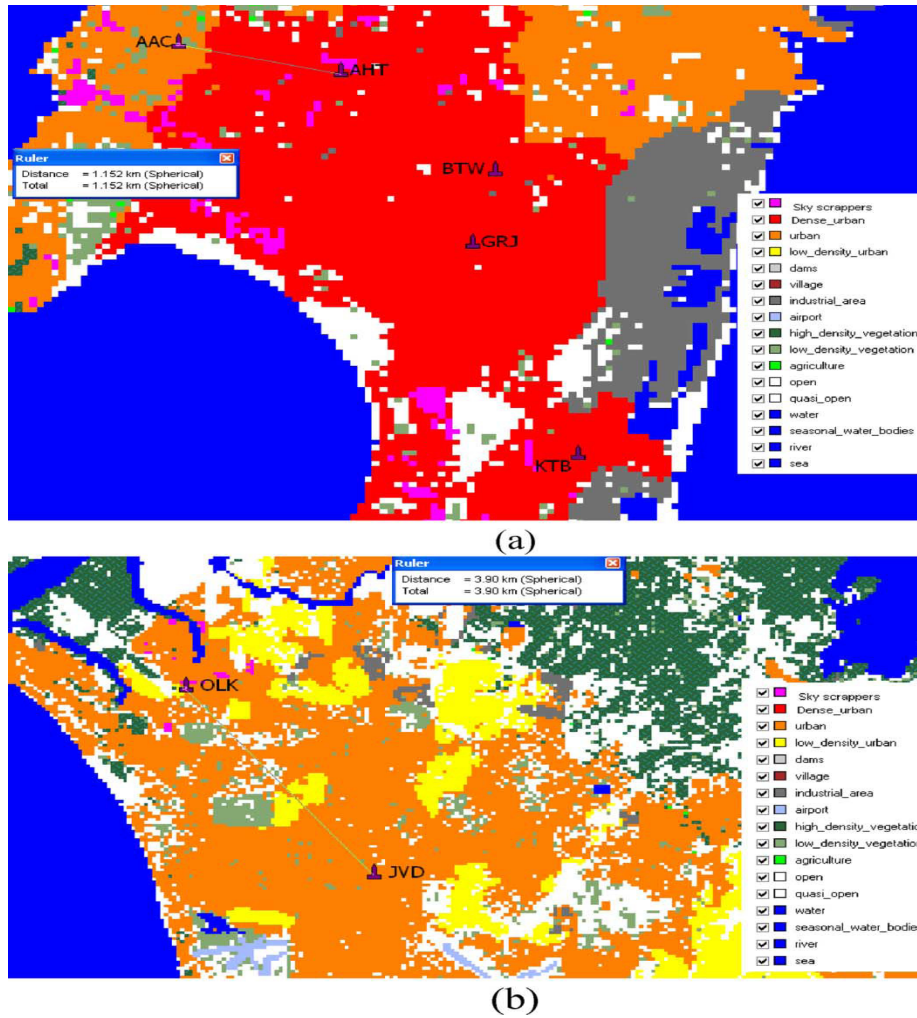 AAC
AHT
Ruler
Distance = 1.152 km (Spherical)
Total = 1.152 km (Spherical)
BTW
GRJ
KTB
Sky scrappers
Dense_urban
urban
low_density_urban
dams
village
industrial_area
airport
high_density_vegetation
low_density_vegetation
agriculture
open
quasi_open
water
seasonal_water_bodies
river
sea
(a)
Ruler
Distance = 3.90 km (Spherical)
Total = 3.90 km (Spherical)
OLK
JVD
Sky scrappers
Dense_urban
urban
low_density_urban
dams
village
industrial_area
airport
high_density_vegetatio
low_density_vegetation
agriculture
open
quasi_open
water
seasonal_water_bodies
river
sea
(b)